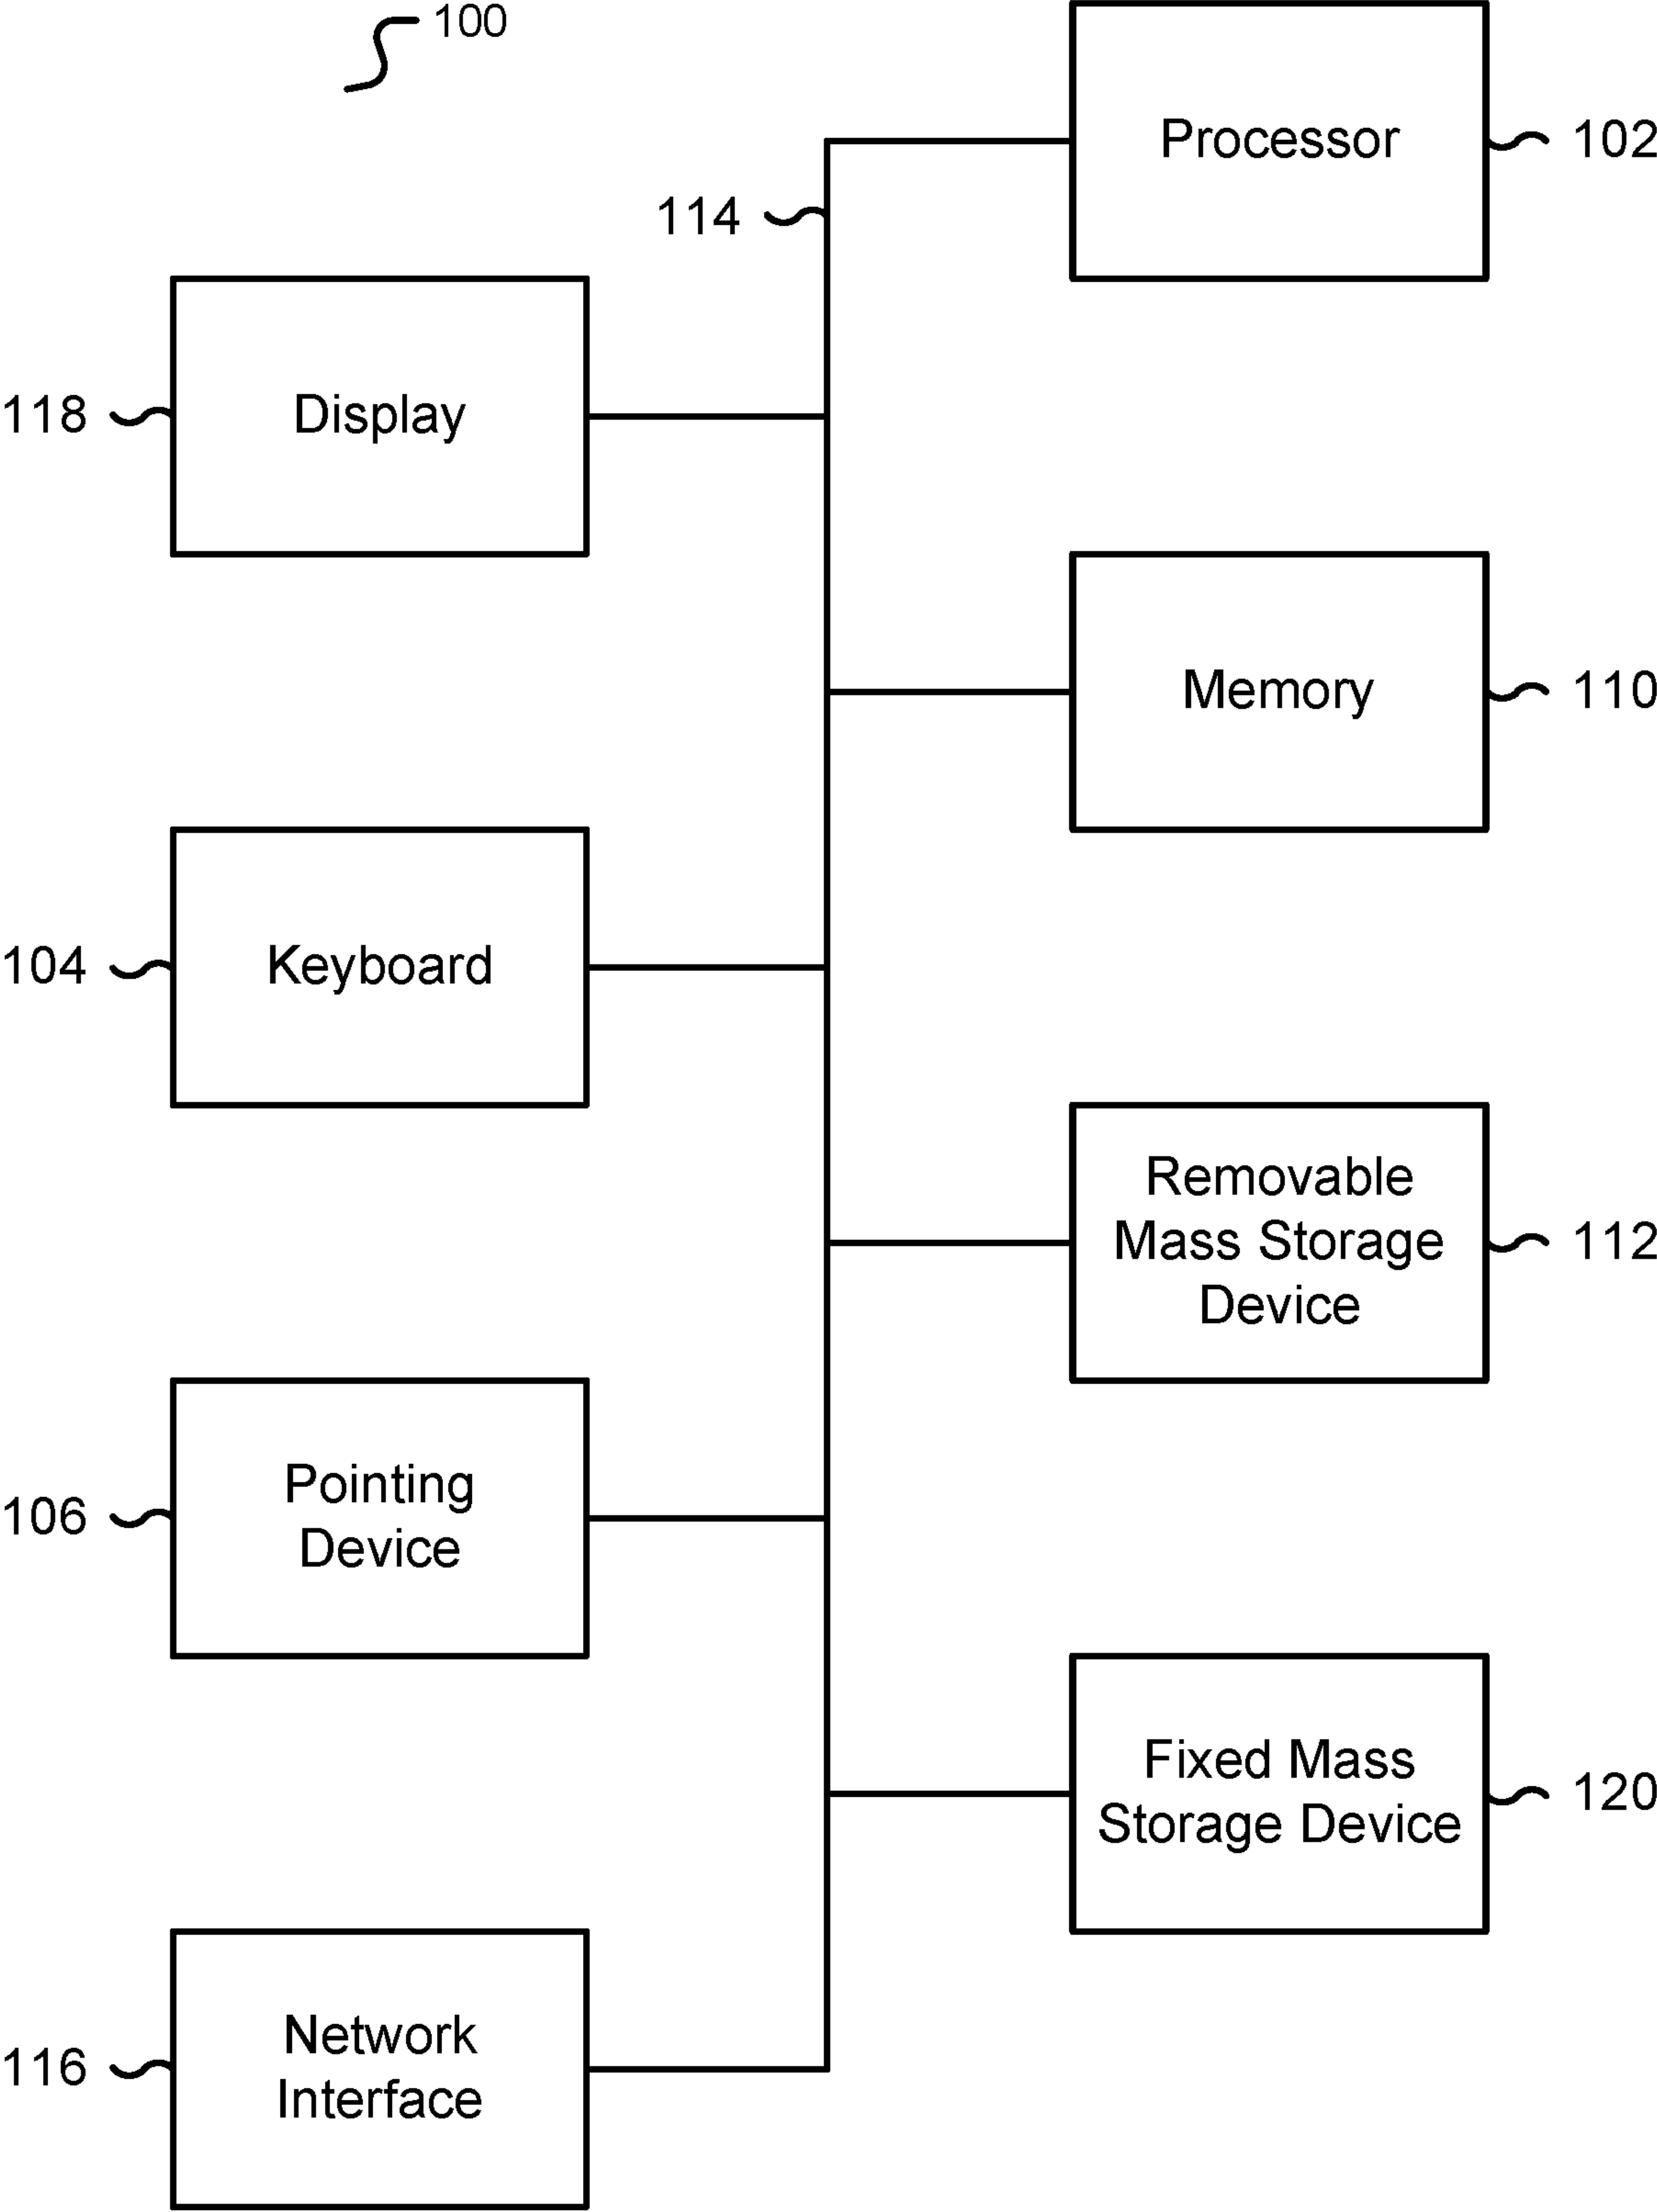 100
Processor
102
114
118
Display
Memory
110
104
Keyboard
Removable
Mass Storage
Device
112
106
Pointing
Device
Fixed Mass
Storage Device
120
116
Network
Interface